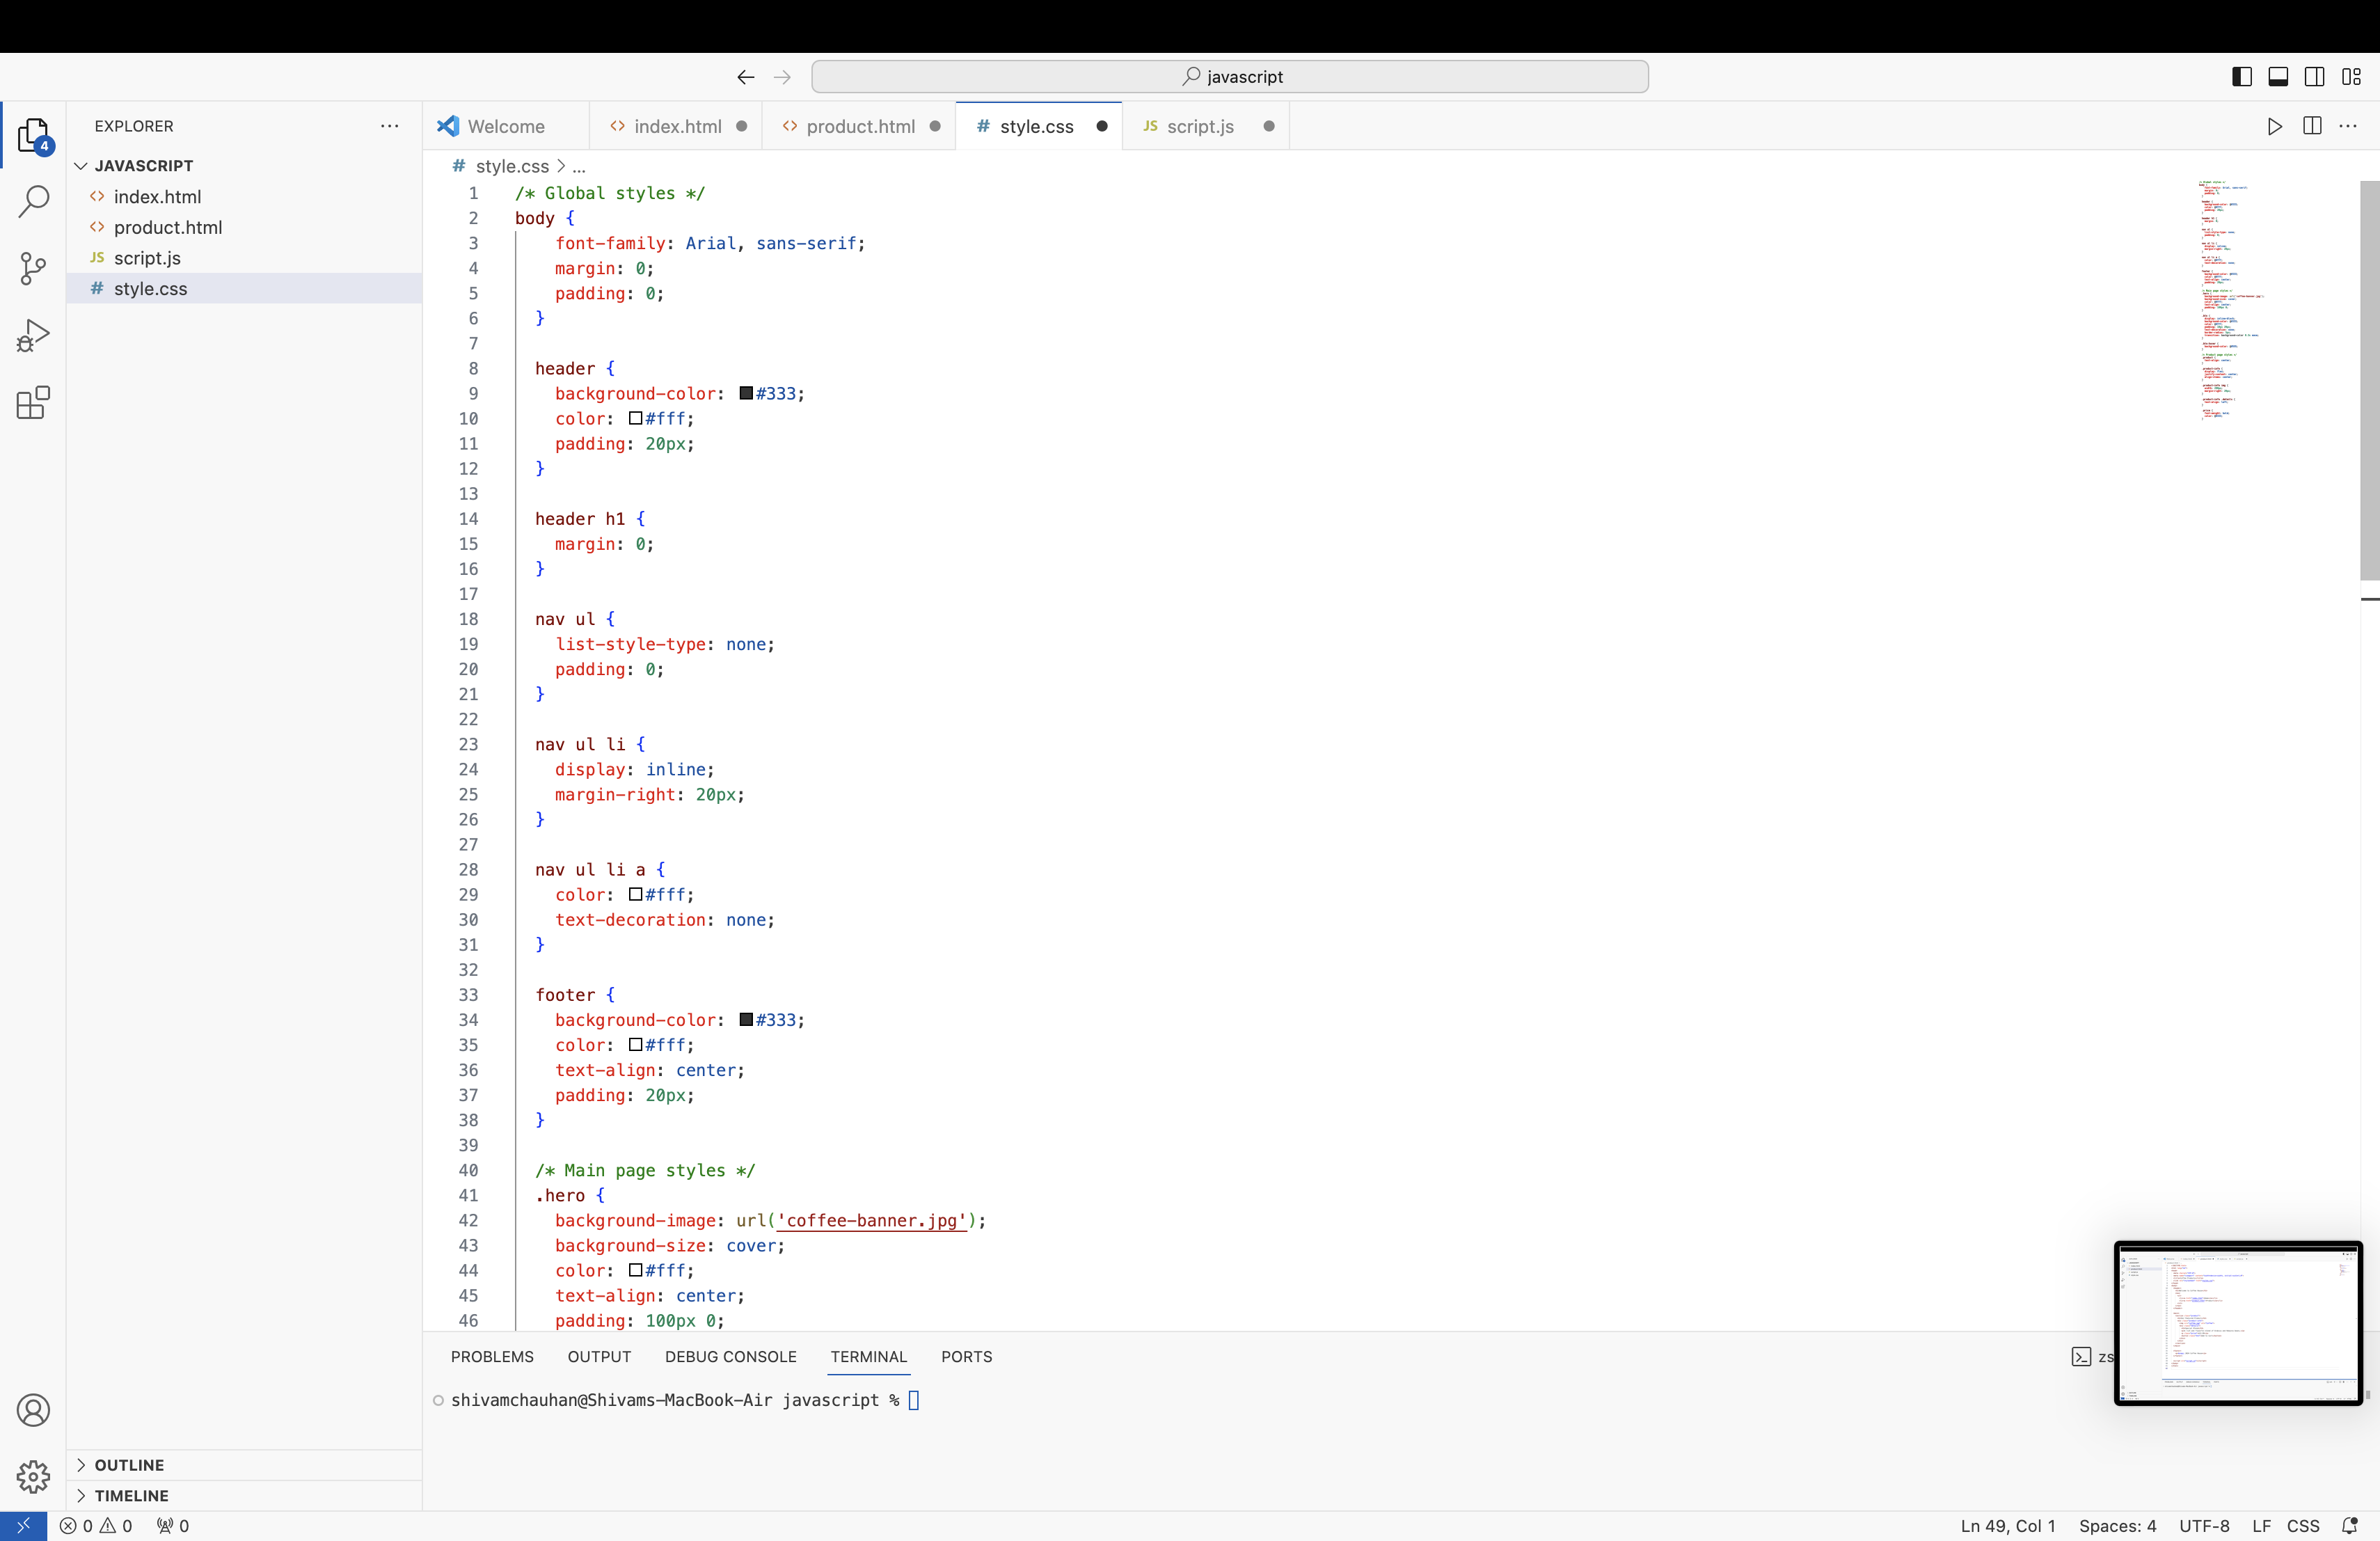 javascript
EXPLORER
JAVASCRIPT
index.html
product.html
JS script.js
# style.css
4
Welcome
index.html
product.html
# style.css
JS script.js
# style.css > ...
1 /* Global styles */
2 body {
3 font-family: Arial, sans-serif;
4 margin: 0;
5 padding: 0;
6 }
7
8 header {
9 background-color: #333;
10 color: #fff;
11 padding: 20px;
12 }
13
14 header h1 {
15 margin: 0;
16 }
17
18 nav ul {
19 list-style-type: none;
20 padding: 0;
21 }
22
23 nav ul li {
24 display: inline;
25 margin-right: 20px;
26 }
27
28 nav ul li a {
29 color: #fff;
30 text-decoration: none;
31 }
32
33 footer {
34 background-color: #333;
35 color: #fff;
36 text-align: center;
37 padding: 20px;
38 }
39
40 /* Main page styles */
41 .hero {
42 background-image: url('coffee-banner.jpg');
43 background-size: cover;
44 color: #fff;
45 text-align: center;
46 padding: 100px 0;
PROBLEMS OUTPUT DEBUG CONSOLE TERMINAL PORTS
zs
shivamchauhan@Shivams-MacBook-Air javascript %
OUTLINE
TIMELINE
0 0 0
Ln 49, Col 1 Spaces: 4 UTF-8 LF CSS